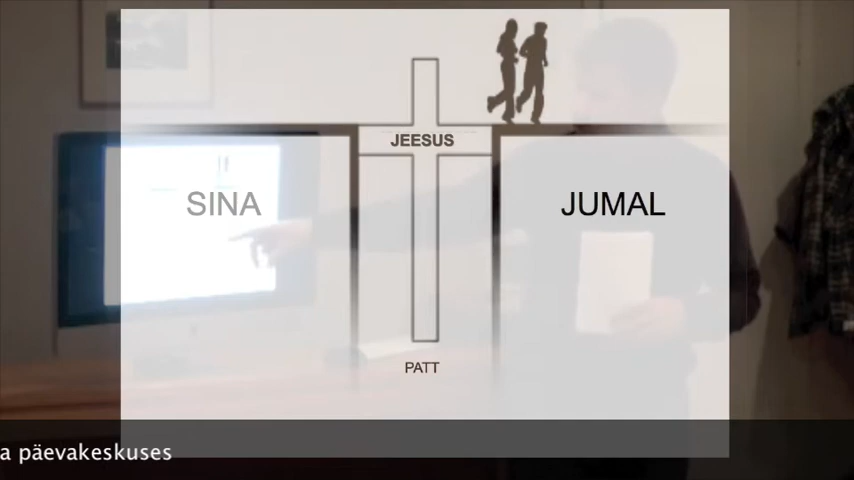 JEESUS
SINA
JUMAL
PATT
a päevakeskuses